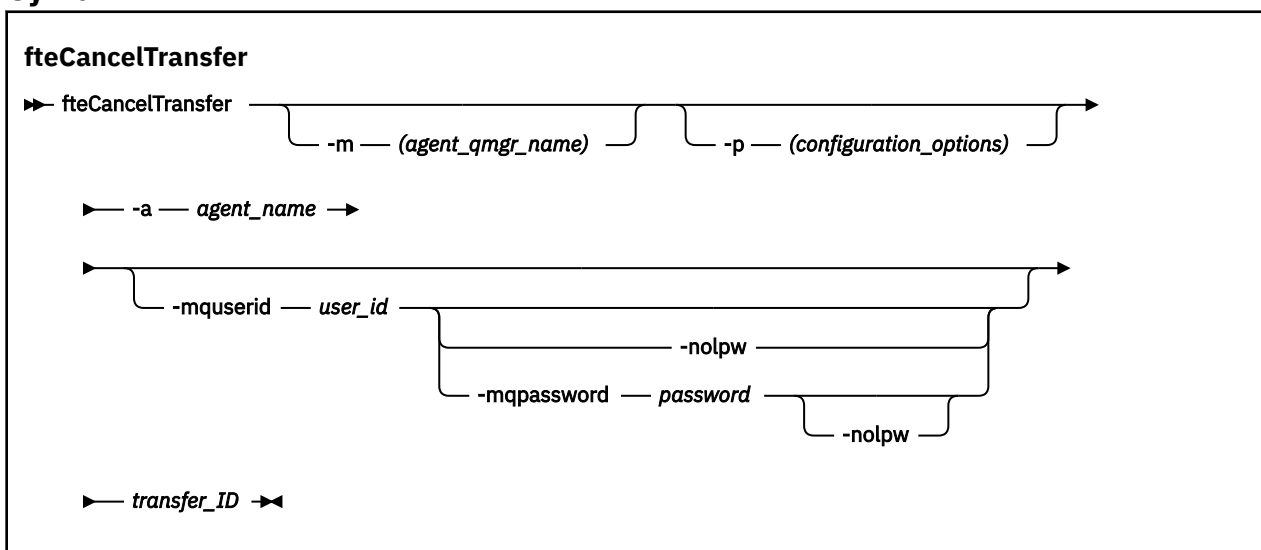 fteCancelTransfer
fteCancelTransfer
-m (agent_qmgr_name) -p (configuration_options)
-a agent_name
-mquserid user_id
-nolpw
-mqpassword password
-nolpw
transfer_ID